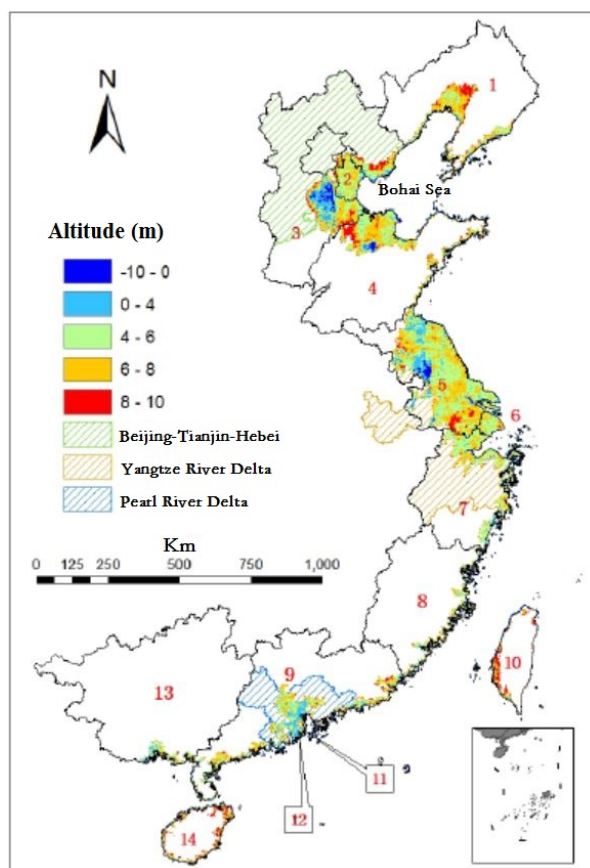 N
1
2
Bohai Sea
3
Altitude (m)
-10 - 0
0 - 4
4 - 6
6 - 8
8 - 10
Beijing-Tianjin-Hebei
Yangtze River Delta
Pearl River Delta
4
5
6
7
Km
0 125 250 500 750 1,000
8
9
10
13
11
12
14